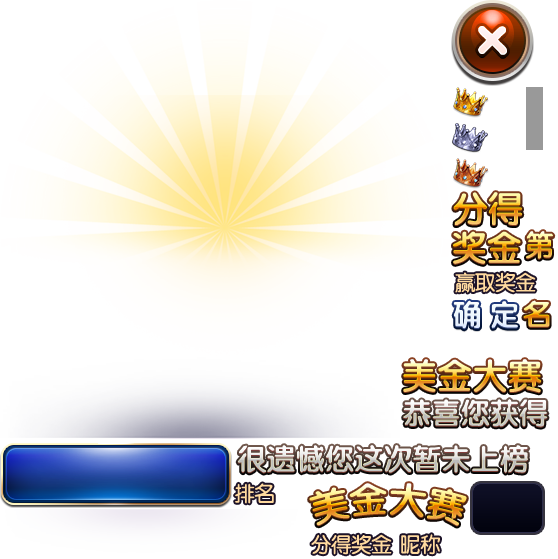 分得
奖金第
赢取奖金
确定名
美金大赛
恭喜您获得
很遗憾您这次暂未上榜
排名
美金大赛
分得奖金 昵称